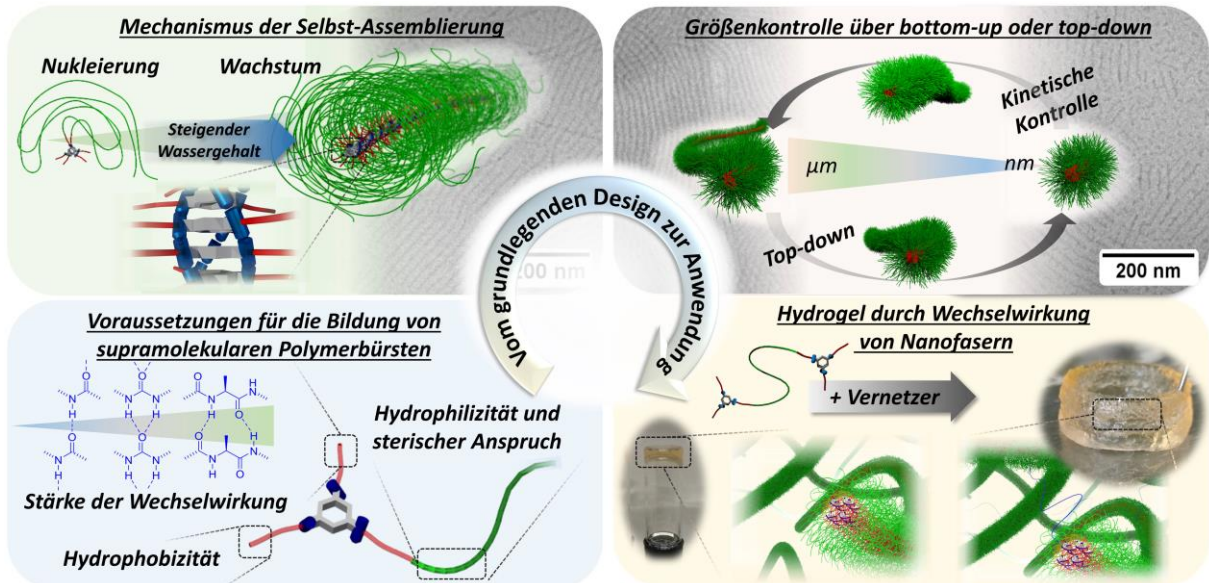 Mechanismus der Selbst-Assemblierung
Nukleierung
Wachstum
Steigender
Wassergehalt
200 nm
Größenkontrolle über bottom-up oder top-down
Kinetische
Kontrolle
µm
nm
Top-down
200 nm
Vom grundlegenden Design zur Anwendung
Voraussetzungen für die Bildung von
supramolekularen Polymerbürsten
O
O
O
O
N
N
N
N
N
H
H
H
H
H
O
O
O
H
O
N
N
N
N
N
H
H
H
H
O
Stärke der Wechselwirkung
Hydrophilizität und
sterischer Anspruch
Hydrophobizität
Hydrogel durch Wechselwirkung
von Nanofasern
+ Vernetzer